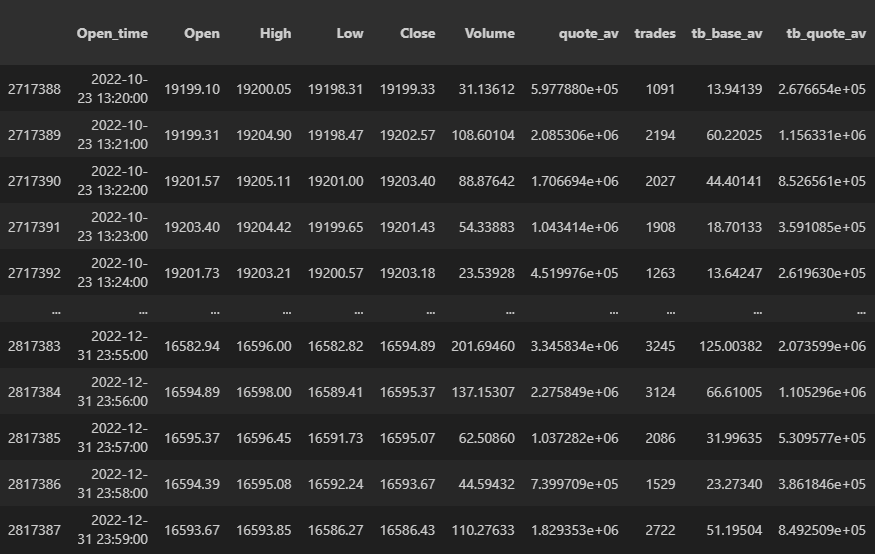 Open_time Open High Low Close Volume quote_av trades tb_base_av tb_quote_av
2717388 2022-10-23 13:20:00 19199.10 19200.05 19198.31 19199.33 31.13612 5.977880e+05 1091 13.94139 2.676654e+05
2717389 2022-10-23 13:21:00 19199.31 19204.90 19198.47 19202.57 108.60104 2.085306e+06 2194 60.22025 1.156331e+06
2717390 2022-10-23 13:22:00 19201.57 19205.11 19201.00 19203.40 88.87642 1.706694e+06 2027 44.40141 8.526561e+05
2717391 2022-10-23 13:23:00 19203.40 19204.42 19199.65 19201.43 54.33883 1.043414e+06 1908 18.70133 3.591085e+05
2717392 2022-10-23 13:24:00 19201.73 19203.21 19200.57 19203.18 23.53928 4.519976e+05 1263 13.64247 2.619630e+05
... ... ... ... ... ... ... ... ... ... ...
2817383 2022-12-31 23:55:00 16582.94 16596.00 16582.82 16594.89 201.69460 3.345834e+06 3245 125.00382 2.073599e+06
2817384 2022-12-31 23:56:00 16594.89 16598.00 16589.41 16595.37 137.15307 2.275849e+06 3124 66.61005 1.105296e+06
2817385 2022-12-31 23:57:00 16595.37 16596.45 16591.73 16595.07 62.50860 1.037282e+06 2086 31.99635 5.309577e+05
2817386 2022-12-31 23:58:00 16594.39 16595.08 16592.24 16593.67 44.59432 7.399709e+05 1529 23.27340 3.861846e+05
2817387 2022-12-31 23:59:00 16593.67 16593.85 16586.27 16586.43 110.27633 1.829353e+06 2722 51.19504 8.492509e+05